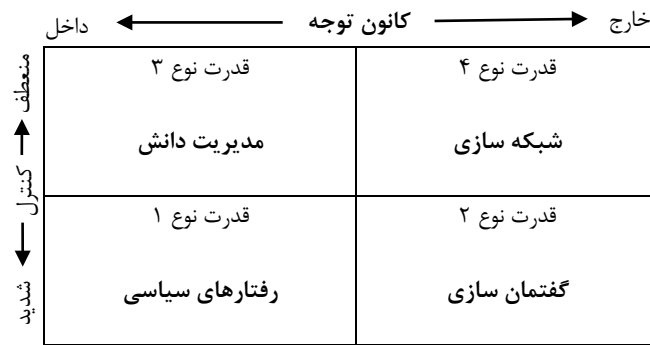 خارج کانون توجه داخل
منعطف
کنترل
شدید
قدرت نوع ۴ قدرت نوع ۳
شبکه سازی مدیریت دانش
قدرت نوع ۲ قدرت نوع ۱
گفتمان سازی رفتارهای سیاسی